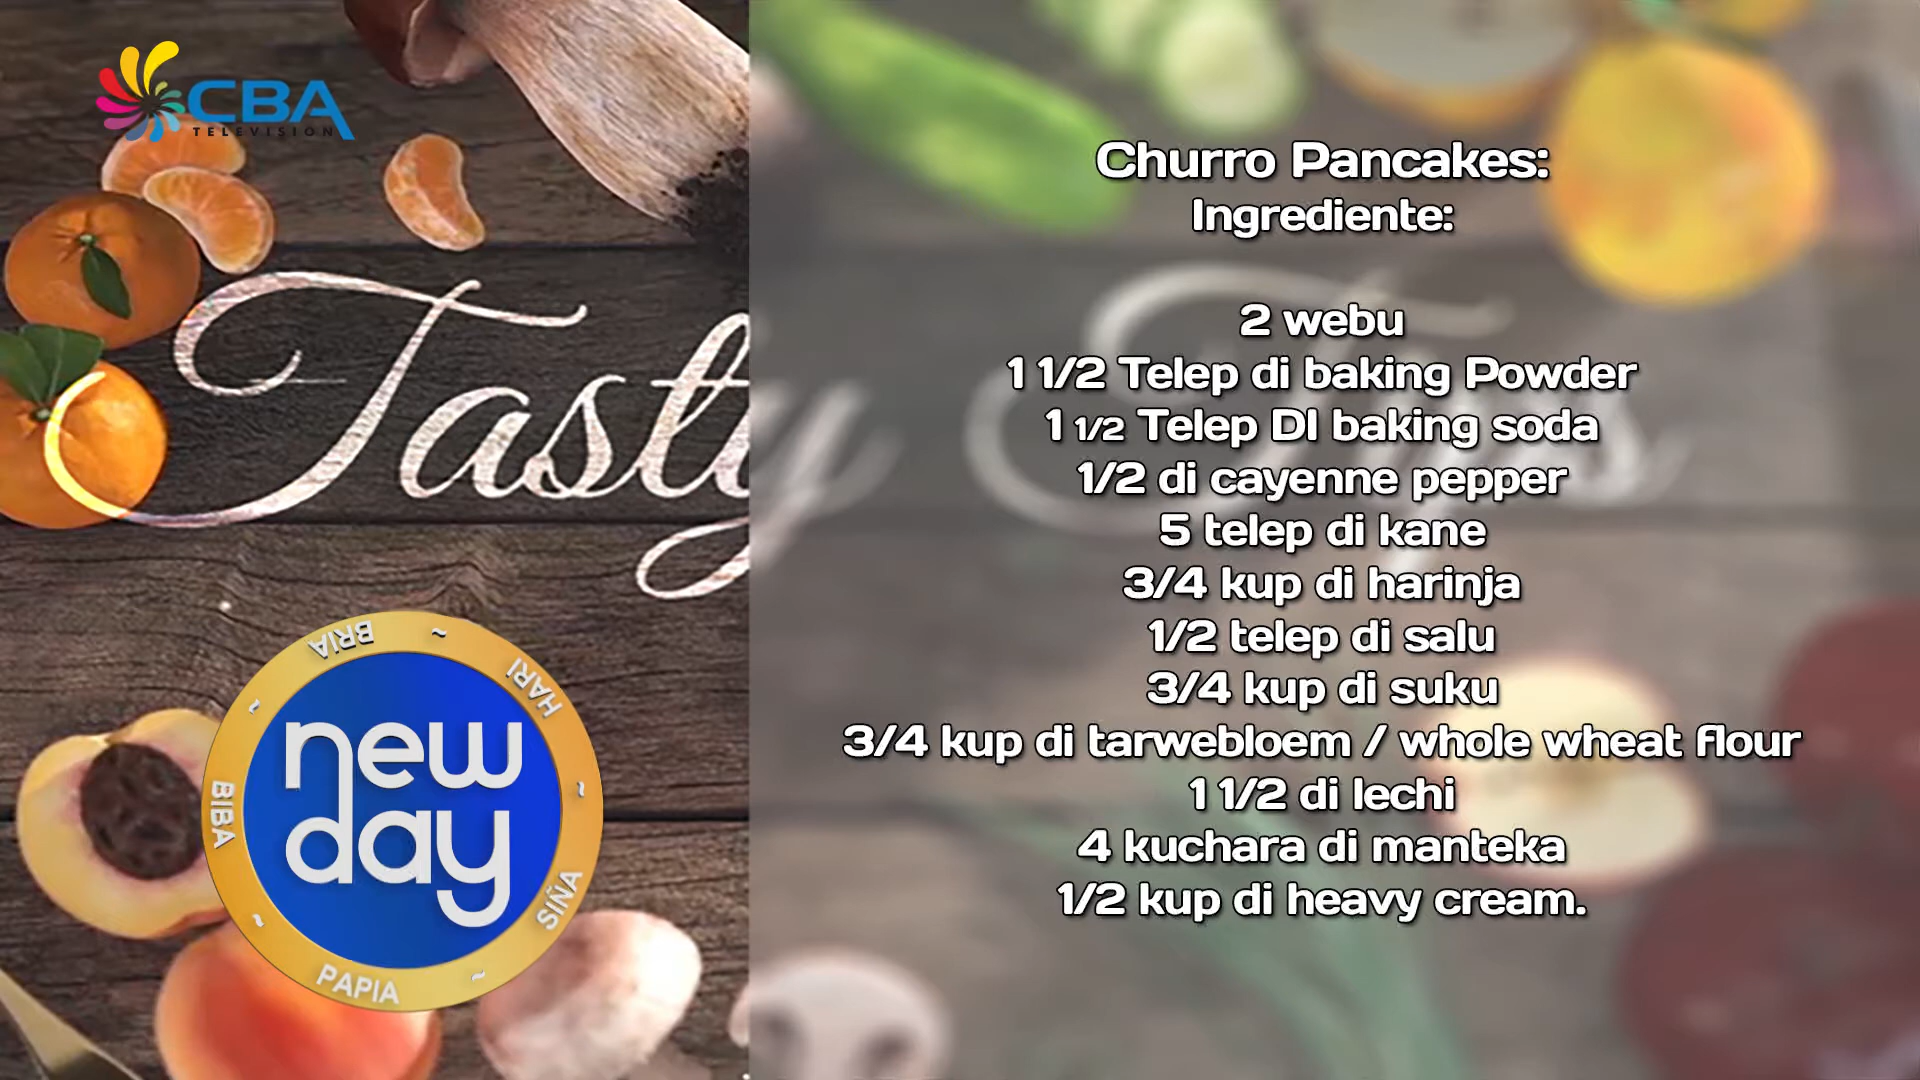 CBA
TELEVISION
Tasty Tips
new
day
BRIA ~ HARI ~ SIÑA ~ PAPIA ~ BIBA ~
Churro Pancakes:
Ingrediente:
2 webu
1 1/2 Telep di baking Powder
1 1/2 Telep DI baking soda
1/2 di cayenne pepper
5 telep di kane
3/4 kup di harinja
1/2 telep di salu
3/4 kup di suku
3/4 kup di tarwebloem / whole wheat flour
1 1/2 di lechi
4 kuchara di manteka
1/2 kup di heavy cream.